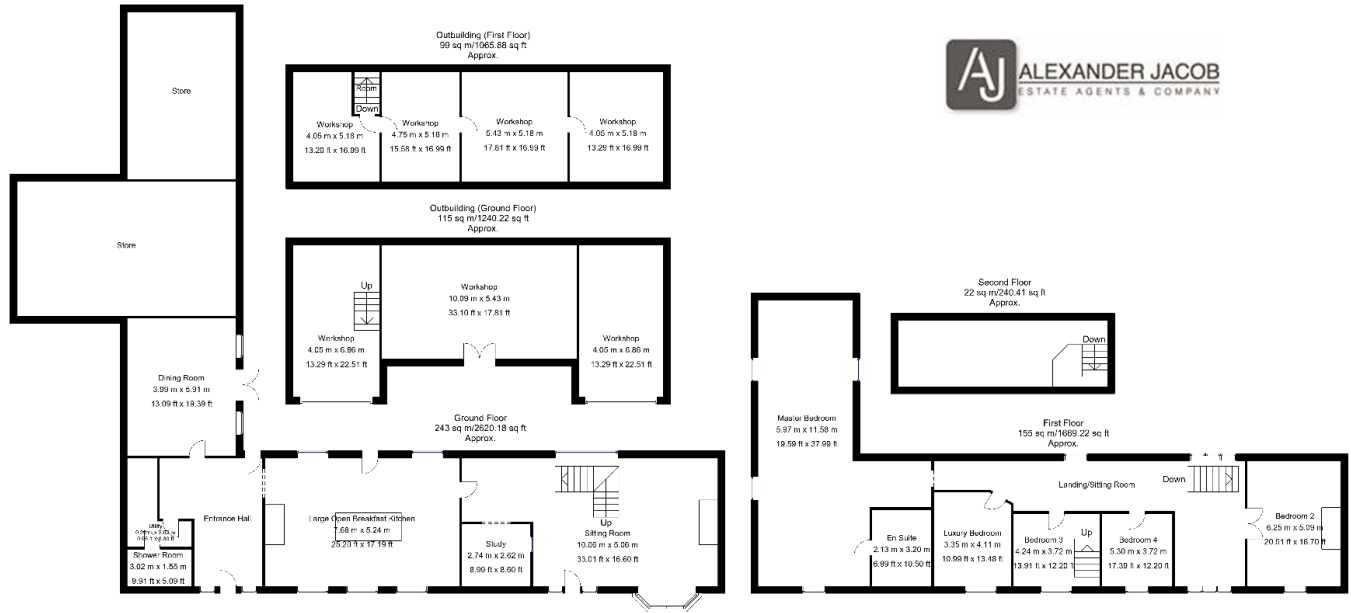 AJ
ALEXANDER JACOB
ESTATE AGENTS & COMPANY
Outbuilding (First Floor)
99 sq m/1065.88 sq ft
Approx.
Room
Down
Workshop
4.05 m x 5.18 m
13.29 ft x 16.99 ft
Workshop
4.75 m x 5.18 m
15.58 ft x 16.99 ft
Workshop
5.43 m x 5.18 m
17.81 ft x 16.99 ft
Workshop
4.05 m x 5.18 m
13.29 ft x 16.99 ft
Outbuilding (Ground Floor)
115 sq m/1240.22 sq ft
Approx.
Up
Workshop
4.05 m x 6.86 m
13.29 ft x 22.51 ft
Workshop
10.09 m x 5.43 m
33.10 ft x 17.81 ft
Workshop
4.05 m x 6.86 m
13.29 ft x 22.51 ft
Ground Floor
243 sq m/2620.18 sq ft
Approx.
Store
Store
Dining Room
3.99 m x 5.91 m
13.09 ft x 19.39 ft
Utility
Shower Room
3.02 m x 1.55 m
9.91 ft x 5.09 ft
Entrance Hall
Large Open Breakfast Kitchen
7.68 m x 5.24 m
25.20 ft x 17.19 ft
Study
2.74 m x 2.62 m
8.99 ft x 8.60 ft
Up
Sitting Room
10.06 m x 5.06 m
33.01 ft x 16.60 ft
Second Floor
22 sq m/240.41 sq ft
Approx.
Down
First Floor
155 sq m/1669.22 sq ft
Approx.
Master Bedroom
5.97 m x 11.58 m
19.59 ft x 37.99 ft
Landing/Sitting Room
Down
En Suite
2.13 m x 3.20 m
6.99 ft x 10.50 ft
Luxury Bedroom
3.35 m x 4.11 m
10.99 ft x 13.48 ft
Bedroom 3
4.24 m x 3.72 m
13.91 ft x 12.20 ft
Up
Bedroom 4
5.30 m x 3.72 m
17.39 ft x 12.20 ft
Bedroom 2
6.25 m x 5.09 m
20.51 ft x 16.70 ft